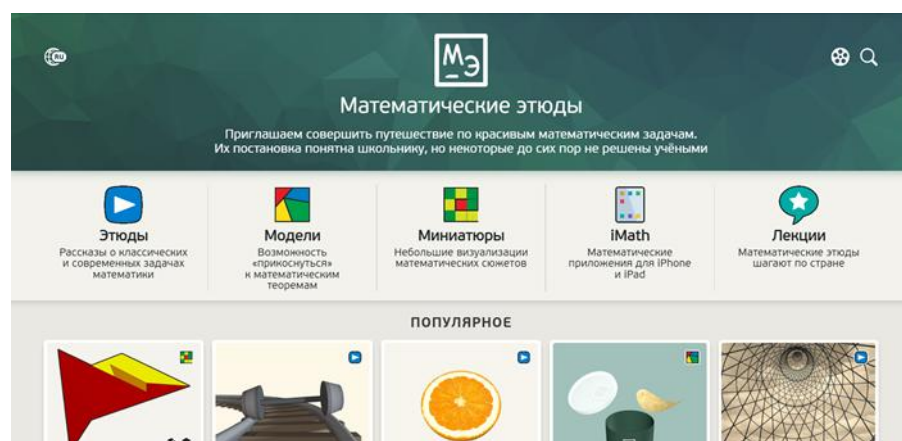 RU
МЭ
Математические этюды
Приглашаем совершить путешествие по красивым математическим задачам.
Их постановка понятна школьнику, но некоторые до сих пор не решены учёными
Этюды
Рассказы о классических
и современных задачах
математики
Модели
Возможность
«прикоснуться»
к математическим
теоремам
Миниатюры
Небольшие визуализации
математических сюжетов
iMath
Математические
приложения для iPhone
и iPad
Лекции
Математические этюды
шагают по стране
ПОПУЛЯРНОЕ